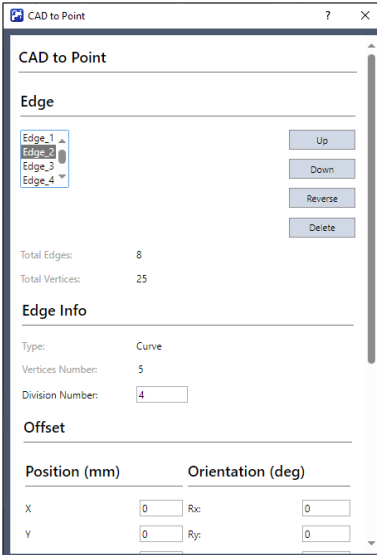 CAD to Point
?
CAD to Point
Edge
Edge_1
Edge_2
Edge_3
Edge_4
Up
Down
Reverse
Delete
Total Edges: 8
Total Vertices: 25
Edge Info
Type: Curve
Vertices Number: 5
Division Number: 4
Offset
Position (mm) Orientation (deg)
X 0 Rx: 0
Y 0 Ry: 0